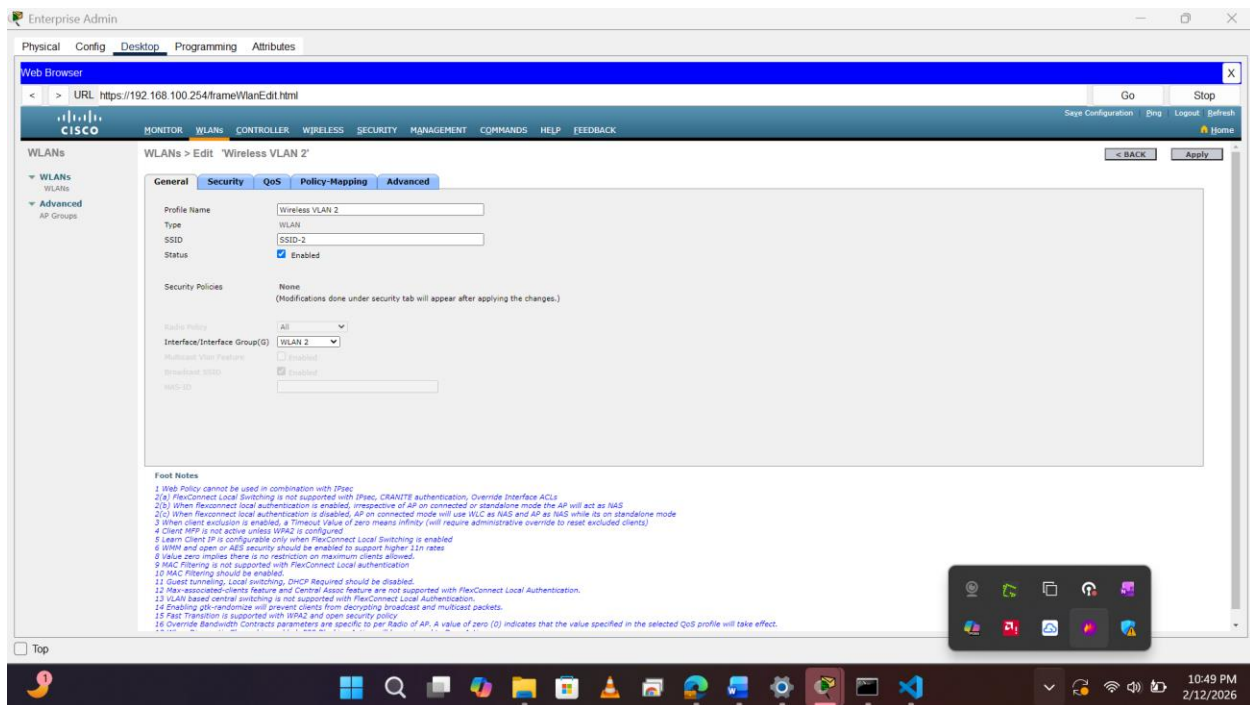 Enterprise Admin
Physical Config Desktop Programming Attributes
Web Browser X
< > URL https://192.168.100.254/frameWlanEdit.html Go Stop
Save Configuration Ping Logout Refresh
CISCO MONITOR WLANs CONTROLLER WIRELESS SECURITY MANAGEMENT COMMANDS HELP FEEDBACK Home
WLANs WLANs > Edit 'Wireless VLAN 2' < BACK Apply
WLANs
WLANs
Advanced
AP Groups
General Security QoS Policy-Mapping Advanced
Profile Name Wireless VLAN 2
Type WLAN
SSID SSID-2
Status Enabled
Security Policies None
(Modifications done under security tab will appear after applying the changes.)
Radio Policy All
Interface/Interface Group(G) WLAN 2
Multicast Vlan Feature Enabled
Broadcast SSID Enabled
NAS-ID
Foot Notes
1 Web Policy cannot be used in combination with IPsec
2(a) FlexConnect Local Switching is not supported with IPsec, CRANITE authentication, Override Interface ACLs
2(b) When flexconnect local authentication is enabled, irrespective of AP on connected or standalone mode the AP will act as NAS
2(c) When flexconnect local authentication is disabled, AP on connected mode will use WLC as NAS and AP as NAS while its on standalone mode
3 When client exclusion is enabled, a Timeout Value of zero means infinity (will require administrative override to reset excluded clients)
4 Client MFP is not active unless WPA2 is configured
5 Learn Client IP is configurable only when FlexConnect Local Switching is enabled
6 WMM and open or AES security should be enabled to support higher 11n rates
8 Value zero implies there is no restriction on maximum clients allowed.
9 MAC Filtering is not supported with FlexConnect Local authentication
10 MAC Filtering should be enabled.
11 Guest tunneling, Local switching, DHCP Required should be disabled.
12 Max-associated-clients feature and Central Assoc feature are not supported with FlexConnect Local Authentication.
13 VLAN based central switching is not supported with FlexConnect Local Authentication.
14 Enabling gtk-randomize will prevent clients from decrypting broadcast and multicast packets.
15 Fast Transition is supported with WPA2 and open security policy
16 Override Bandwidth Contracts parameters are specific to per Radio of AP. A value of zero (0) indicates that the value specified in the selected QoS profile will take effect.
Top
1
10:49 PM
2/12/2026